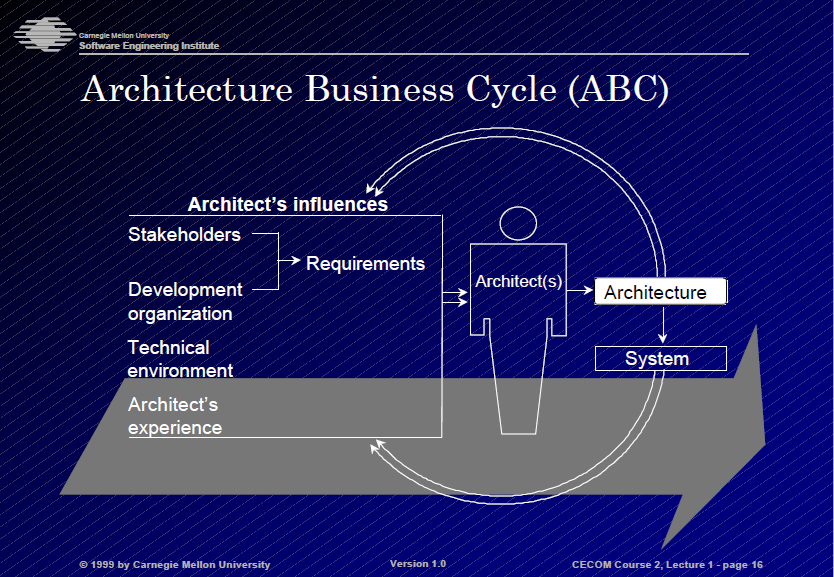 Carnegie Mellon University
Software Engineering Institute
Architecture Business Cycle (ABC)
Architect's influences
Stakeholders
Requirements
Development
organization
Technical
environment
Architect's
experience
Architect(s)
Architecture
System
© 1999 by Carnegie Mellon University
Version 1.0
CECOM Course 2, Lecture 1 - page 16